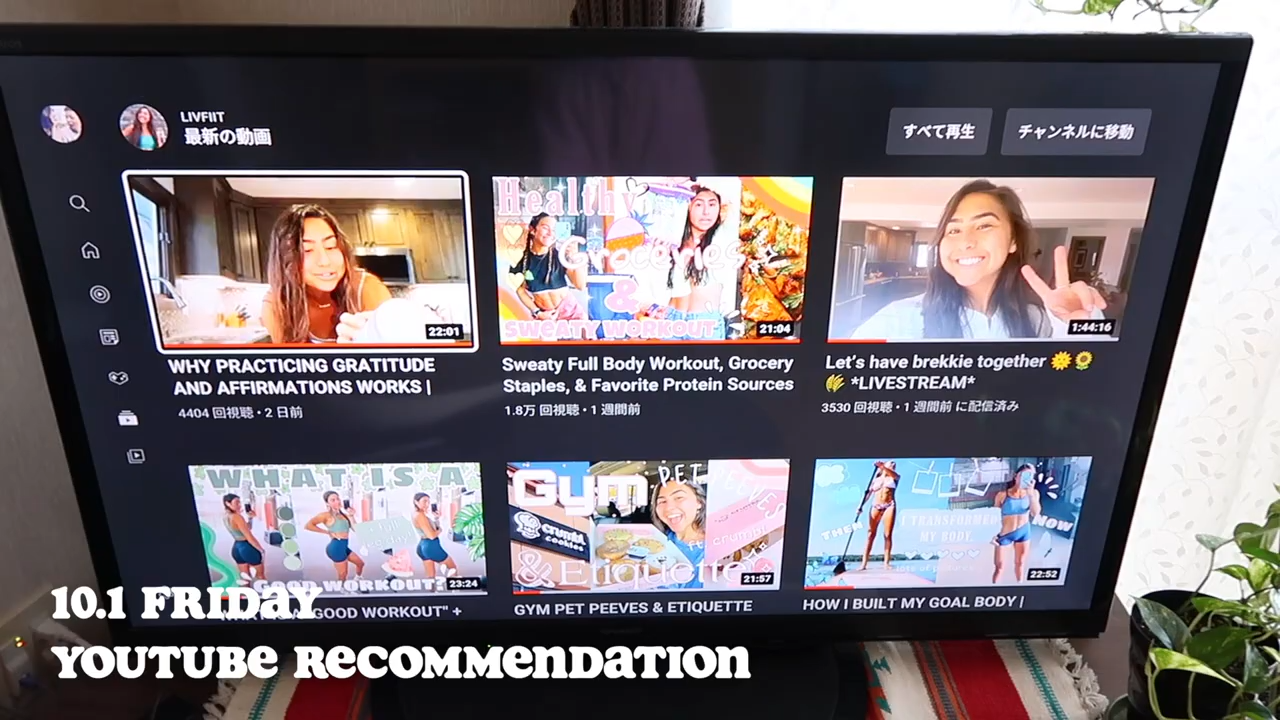 LIVFIIT
最新の動画
すべて再生
チャンネルに移動
22:01
WHY PRACTICING GRATITUDE
AND AFFIRMATIONS WORKS |
4404 回視聴・2 日前
Healthy
Groceries
&
SWEATY WORKOUT
21:04
Sweaty Full Body Workout, Grocery
Staples, & Favorite Protein Sources
1.8万 回視聴・1 週間前
1:44:16
Let's have brekkie together 🌞🌻
🌾 *LIVESTREAM*
3530 回視聴・1 週間前 に配信済み
WHAT IS A
GOOD WORKOUT?
23:24
GOOD WORKOUT" +
Gym
PET PEEVES
ft
crumbl
cookies
Crumbl
& Etiquette
21:57
GYM PET PEEVES & ETIQUETTE
THEN
I TRANSFORMED
MY BODY.
NOW
22:52
HOW I BUILT MY GOAL BODY |
10.1 FRIDAY
YOUTUBE RECOMMENDATION